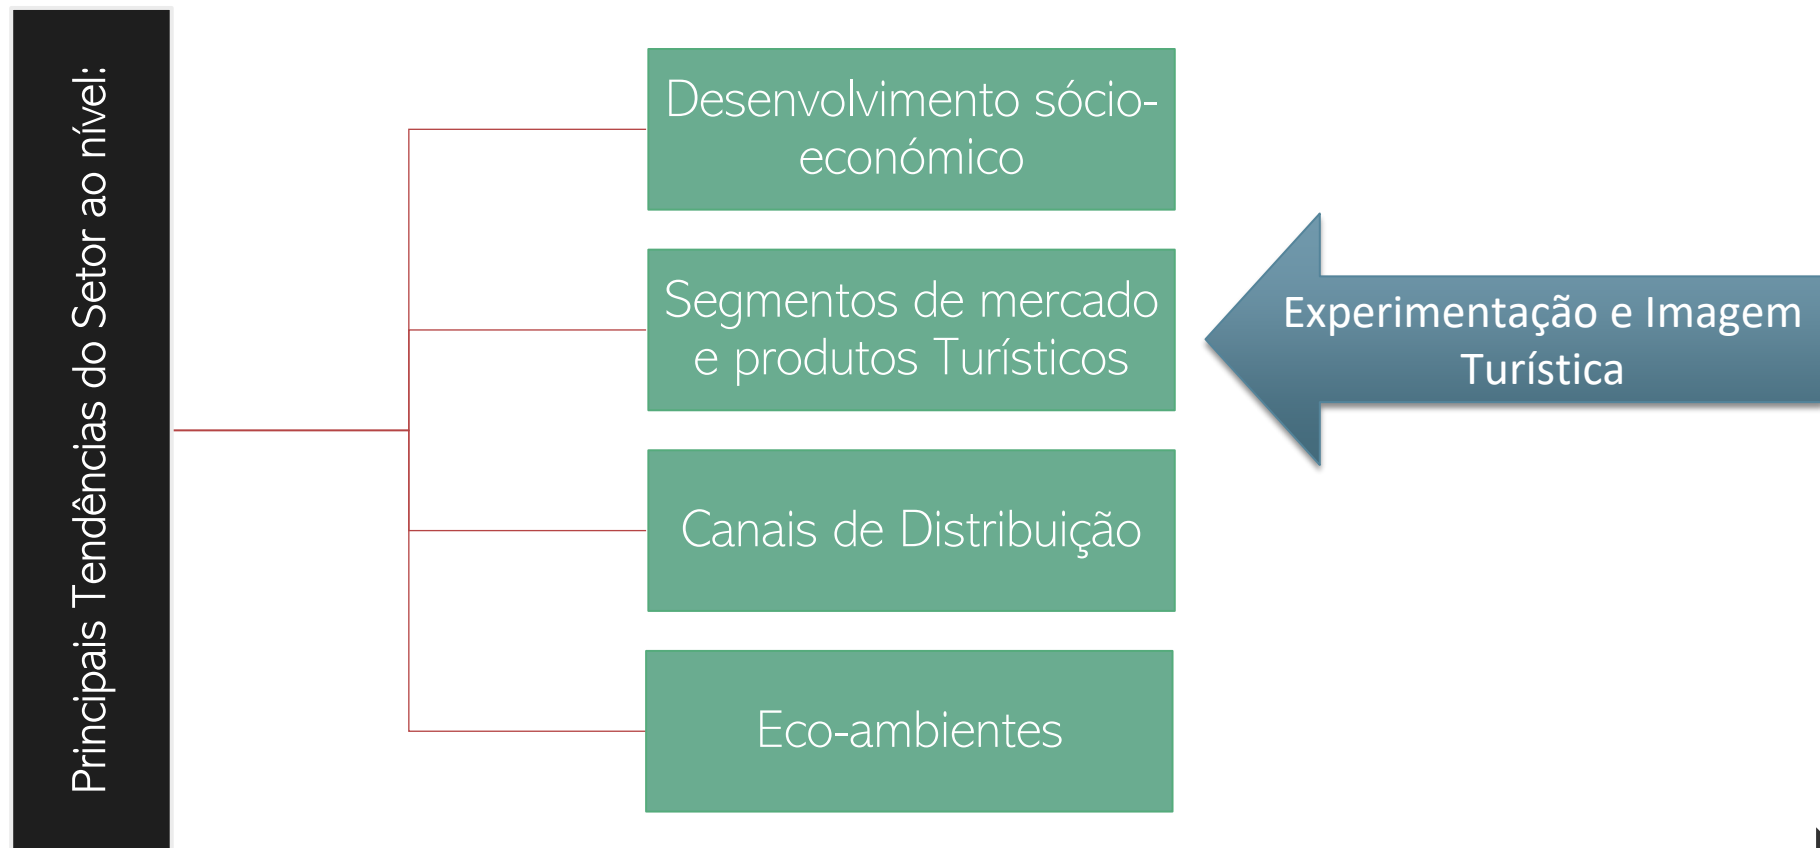 Principais Tendências do Setor ao nível:
Desenvolvimento sócio-
económico
Segmentos de mercado
e produtos Turísticos
Canais de Distribuição
Eco-ambientes
Experimentação e Imagem
Turística